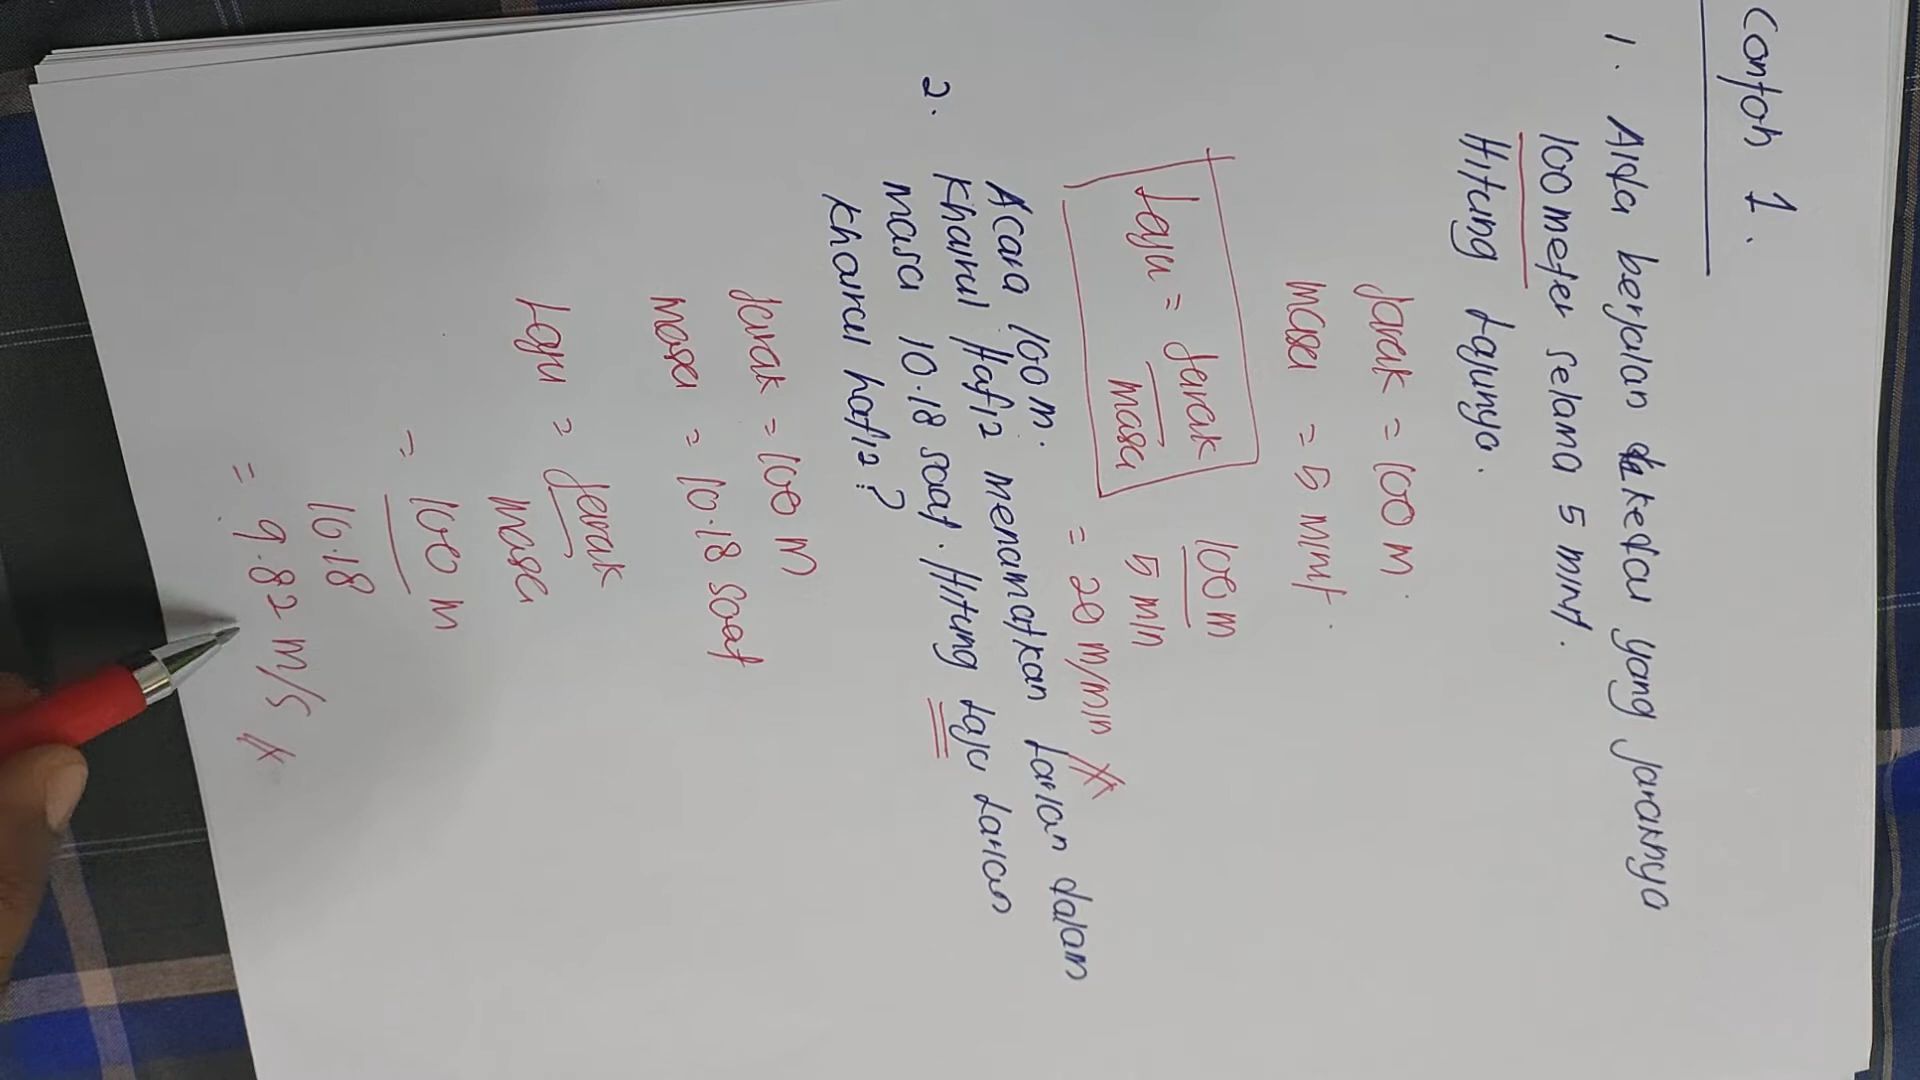 Contoh 1.
1. Aida berjalan ke kedai yang jaraknya
100 meter selama 5 minit.
Hitung lajunya.
Jarak = 100 m.
masa = 5 minit.
Laju = Jarak
masa
100 m
5 min
= 20 m/min
2. Acara 100 m.
Khairul Hafiz menamatkan larian dalam
masa 10.18 saat. Hitung laju larian
Khairul hafiz?
Jarak = 100 m
masa = 10.18 saat
Laju = Jarak
masa
= 100 m
10.18
= 9.82 m/s